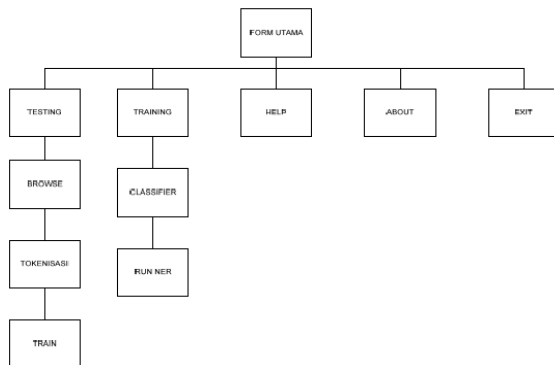 FORM UTAMA
TESTING
TRAINING
HELP
ABOUT
EXIT
BROWSE
CLASSIFIER
TOKENISASI
RUN NER
TRAIN